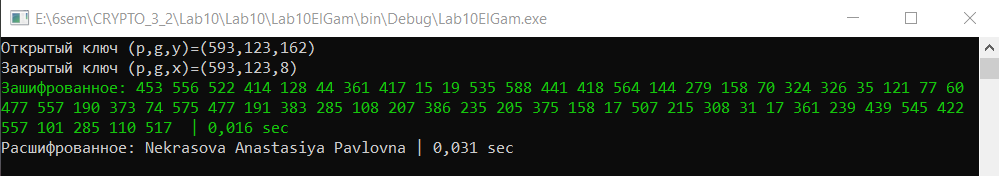 E:\6sem\CRYPTO_3_2\Lab10\Lab10\Lab10ElGam\bin\Debug\Lab10ElGam.exe
Открытый ключ (p,g,y)=(593,123,162)
Закрытый ключ (p,g,x)=(593,123,8)
Зашифрованное: 453 556 522 414 128 44 361 417 15 19 535 588 441 418 564 144 279 158 70 324 326 35 121 77 60
477 557 190 373 74 575 477 191 383 285 108 207 386 235 205 375 158 17 507 215 308 31 17 361 239 439 545 422
557 101 285 110 517 | 0,016 sec
Расшифрованное: Nekrasova Anastasiya Pavlovna | 0,031 sec